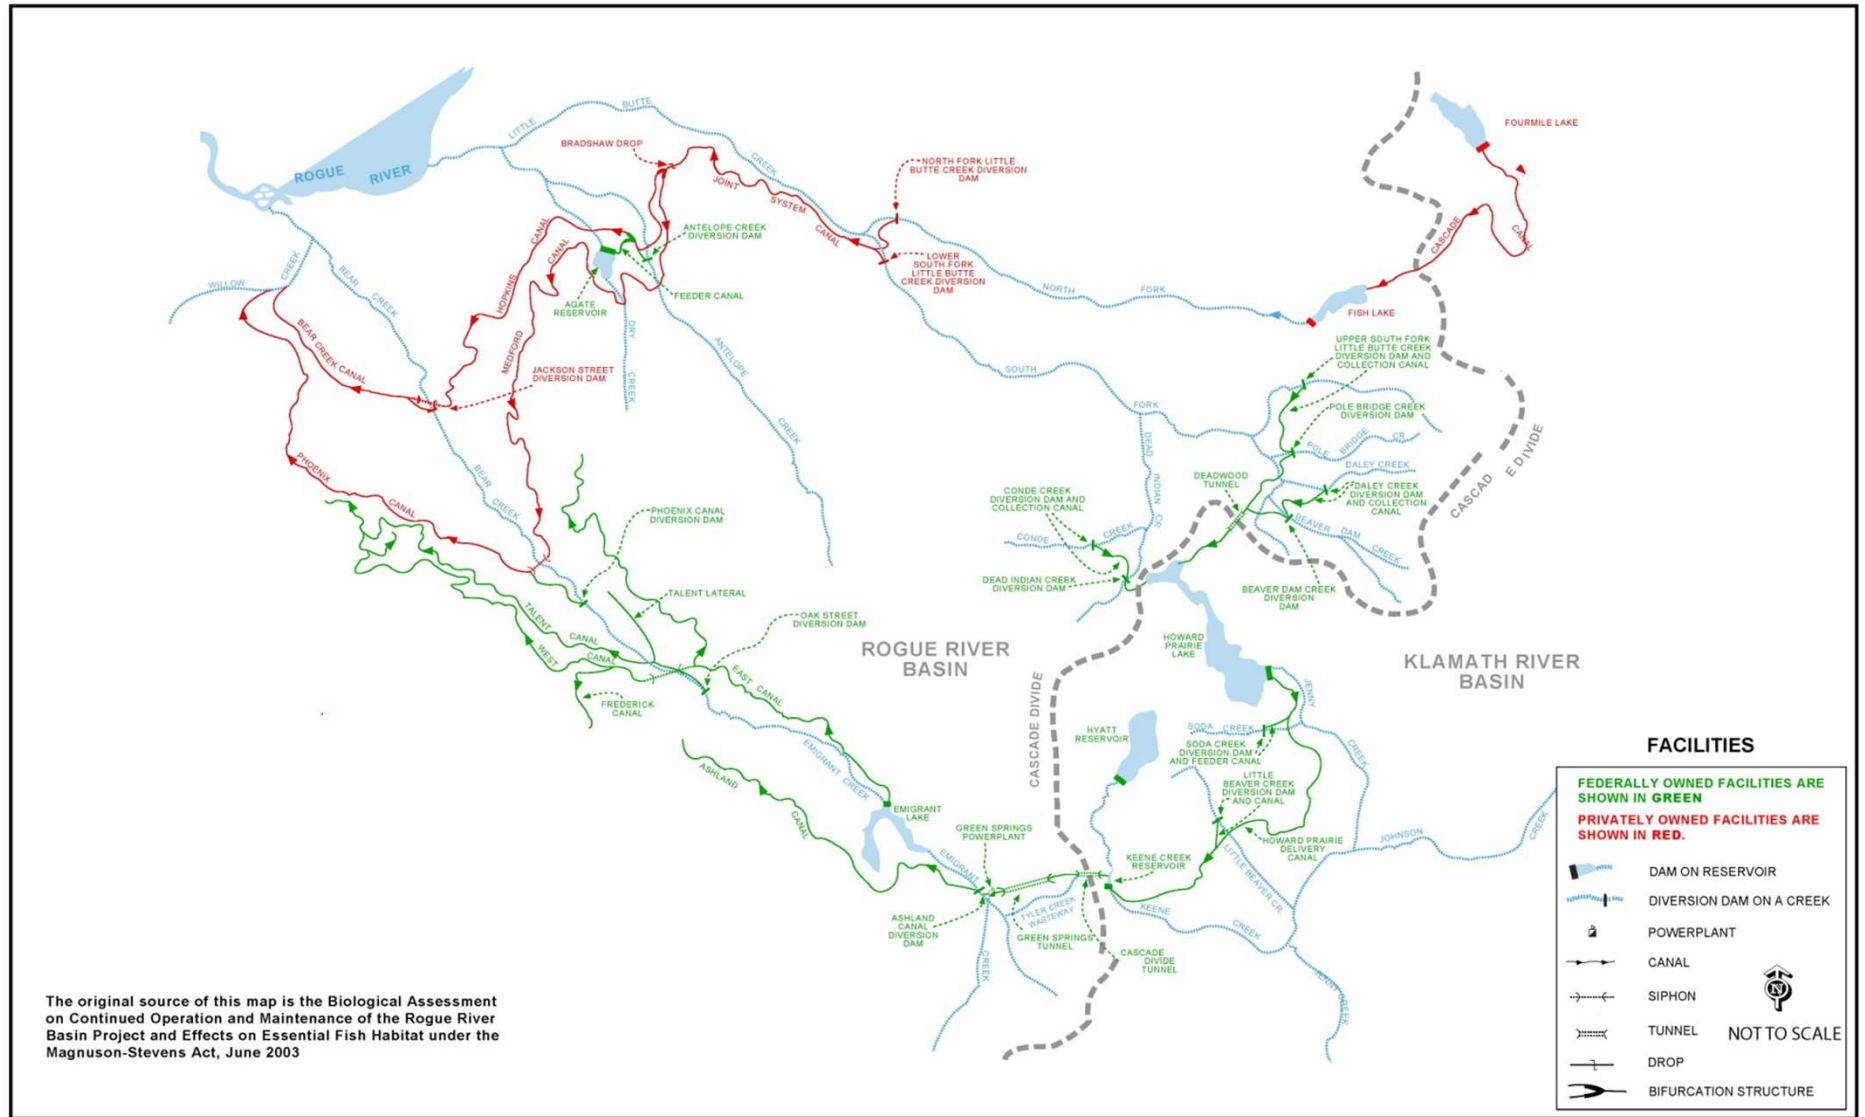 LITTLE
BUTTE
CREEK
BRADSHAW DROP
ROGUE
RIVER
JOINT
SYSTEM
CANAL
NORTH FORK LITTLE
BUTTE CREEK DIVERSION
DAM
FOURMILE LAKE
CASCADE
CANAL
FISH LAKE
NORTH
FORK
ANTELOPE CREEK
DIVERSION DAM
LOWER
SOUTH FORK
LITTLE BUTTE
CREEK DIVERSION
DAM
FEEDER CANAL
AGATE
RESERVOIR
HOPKINS
CANAL
MEDFORD
CANAL
WILLOW
CREEK
BEAR
CREEK
BEAR CREEK CANAL
JACKSON STREET
DIVERSION DAM
DRY
CREEK
ANTELOPE
CREEK
SOUTH
FORK
UPPER SOUTH FORK
LITTLE BUTTE CREEK
DIVERSION DAM AND
COLLECTION CANAL
POLE BRIDGE CREEK
DIVERSION DAM
POLE
BRIDGE
CR
DALEY CREEK
DALEY CREEK
DIVERSION DAM
AND COLLECTION
CANAL
DEADWOOD
TUNNEL
BEAVER
DAM
CREEK
BEAVER DAM CREEK
DIVERSION
DAM
CASCAD
E DIVIDE
DEAD
INDIAN
CR
CONDE CREEK
DIVERSION DAM AND
COLLECTION CANAL
CONDE
CREEK
DEAD INDIAN CREEK
DIVERSION DAM
PHOENIX
CANAL
BEAR
CREEK
PHOENIX CANAL
DIVERSION DAM
TALENT LATERAL
OAK STREET
DIVERSION DAM
TALENT
CANAL
WEST
CANAL
EAST CANAL
FREDERICK
CANAL
ROGUE RIVER
BASIN
KLAMATH RIVER
BASIN
HOWARD
PRAIRIE
LAKE
CASCADE DIVIDE
HYATT
RESERVOIR
JENNY
CREEK
SODA CREEK
SODA CREEK
DIVERSION DAM
AND FEEDER CANAL
LITTLE
BEAVER CREEK
DIVERSION DAM
AND CANAL
HOWARD PRAIRIE
DELIVERY
CANAL
LITTLE BEAVER CR.
JOHNSON
CREEK
EMIGRANT
CREEK
EMIGRANT
LAKE
ASHLAND
CANAL
GREEN SPRINGS
POWERPLANT
KEENE CREEK
RESERVOIR
EMIGRANT
CREEK
TYLER CREEK
WASTEWAY
ASHLAND
CANAL
DIVERSION
DAM
GREEN SPRINGS
TUNNEL
CASCADE
DIVIDE
TUNNEL
KEENE
CREEK
JENNY CREEK
The original source of this map is the Biological Assessment
on Continued Operation and Maintenance of the Rogue River
Basin Project and Effects on Essential Fish Habitat under the
Magnuson-Stevens Act, June 2003
FACILITIES
FEDERALLY OWNED FACILITIES ARE
SHOWN IN GREEN
PRIVATELY OWNED FACILITIES ARE
SHOWN IN RED.
DAM ON RESERVOIR
DIVERSION DAM ON A CREEK
POWERPLANT
CANAL
SIPHON
TUNNEL
DROP
BIFURCATION STRUCTURE
N
NOT TO SCALE